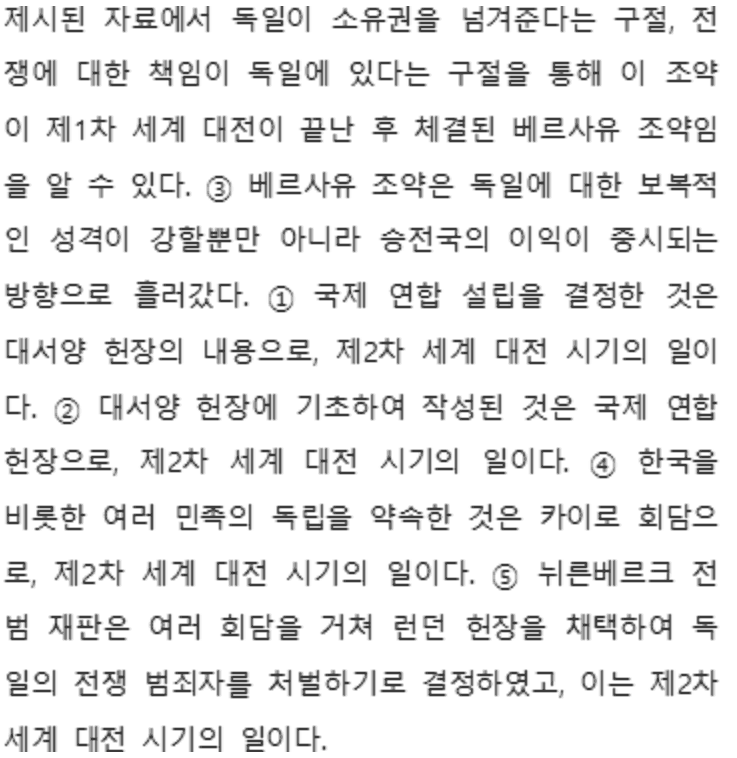 제시된 자료에서 독일이 소유권을 넘겨준다는 구절, 전
쟁에 대한 책임이 독일에 있다는 구절을 통해 이 조약
이 제1차 세계 대전이 끝난 후 체결된 베르사유 조약임
을 알 수 있다. ③ 베르사유 조약은 독일에 대한 보복적
인 성격이 강할뿐만 아니라 승전국의 이익이 중시되는
방향으로 흘러갔다. ① 국제 연합 설립을 결정한 것은
대서양 헌장의 내용으로, 제2차 세계 대전 시기의 일이
다. ② 대서양 헌장에 기초하여 작성된 것은 국제 연합
헌장으로, 제2차 세계 대전 시기의 일이다. ④ 한국을
비롯한 여러 민족의 독립을 약속한 것은 카이로 회담으
로, 제2차 세계 대전 시기의 일이다. ⑤ 뉘른베르크 전
범 재판은 여러 회담을 거쳐 런던 헌장을 채택하여 독
일의 전쟁 범죄자를 처벌하기로 결정하였고, 이는 제2차
세계 대전 시기의 일이다.